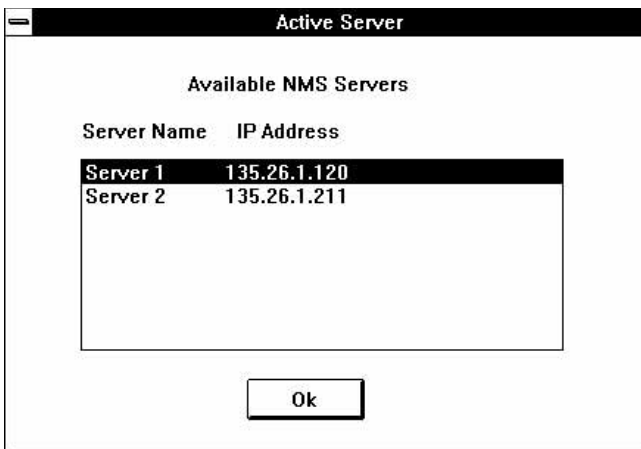 Active Server
Available NMS Servers
Server Name IP Address
Server 1 135.26.1.120
Server 2 135.26.1.211
Ok